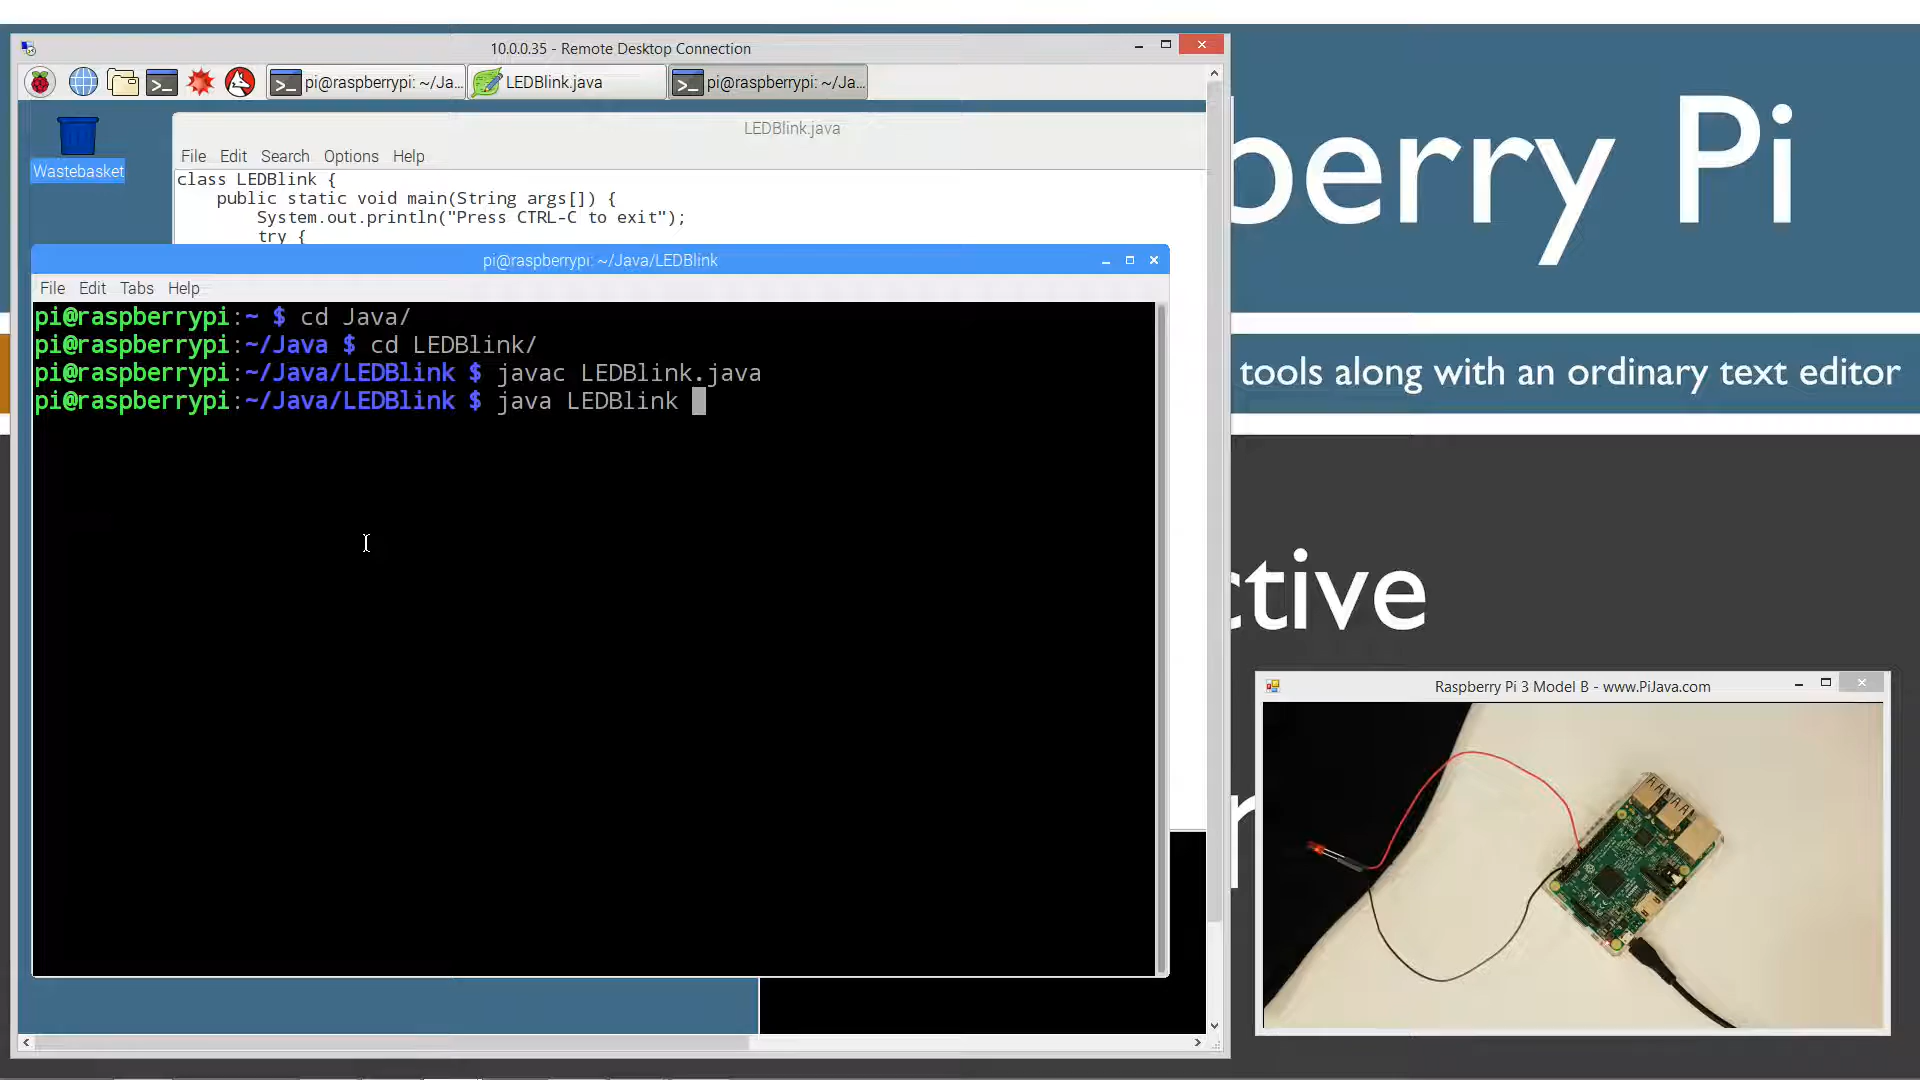 10.0.0.35 - Remote Desktop Connection
pi@raspberrypi: ~/Ja...
LEDBlink.java
pi@raspberrypi: ~/Ja...
Wastebasket
LEDBlink.java
File Edit Search Options Help
class LEDBlink {
public static void main(String args[]) {
System.out.println("Press CTRL-C to exit");
try {
pi@raspberrypi: ~/Java/LEDBlink
File Edit Tabs Help
pi@raspberrypi:~ $ cd Java/
pi@raspberrypi:~/Java $ cd LEDBlink/
pi@raspberrypi:~/Java/LEDBlink $ javac LEDBlink.java
pi@raspberrypi:~/Java/LEDBlink $ java LEDBlink
berry Pi
tools along with an ordinary text editor
ctive
Raspberry Pi 3 Model B - www.PiJava.com